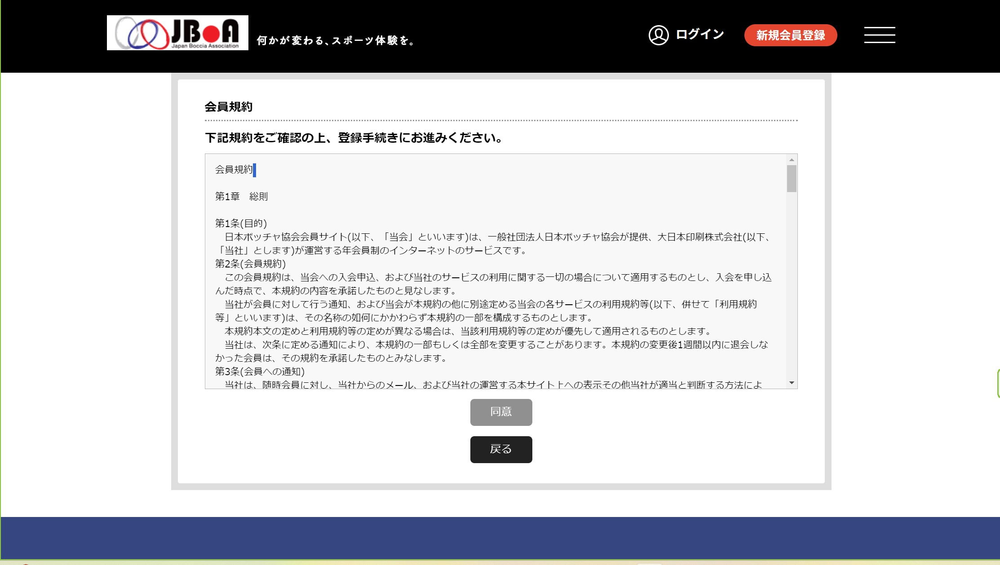 JBA
Japan Boccia Association
何かが変わる、スポーツ体験を。
ログイン
新規会員登録
会員規約
下記規約をご確認の上、登録手続きにお進みください。
会員規約
第1章　総則
第1条(目的)
　日本ボッチャ協会会員サイト(以下、「当会」といいます)は、一般社団法人日本ボッチャ協会が提供、大日本印刷株式会社(以下、
「当社」とします)が運営する年会員制のインターネットのサービスです。
第2条(会員規約)
　この会員規約は、当会への入会申込、および当社のサービスの利用に関する一切の場合について適用するものとし、入会を申し込
んだ時点で、本規約の内容を承諾したものと見なします。
　当社が会員に対して行う通知、および当会が本規約の他に別途定める当会の各サービスの利用規約等(以下、併せて「利用規約
等」といいます)は、その名称の如何にかかわらず本規約の一部を構成するものとします。
　本規約本文の定めと利用規約等の定めが異なる場合は、当該利用規約等の定めが優先して適用されるものとします。
　当社は、次条に定める通知により、本規約の一部もしくは全部を変更することがあります。本規約の変更後1週間以内に退会しな
かった会員は、その規約を承諾したものとみなします。
第3条(会員への通知)
　当社は、随時会員に対し、当社からのメール、および当社の運営する本サイト上への表示その他当社が適当と判断する方法によ
同意
戻る